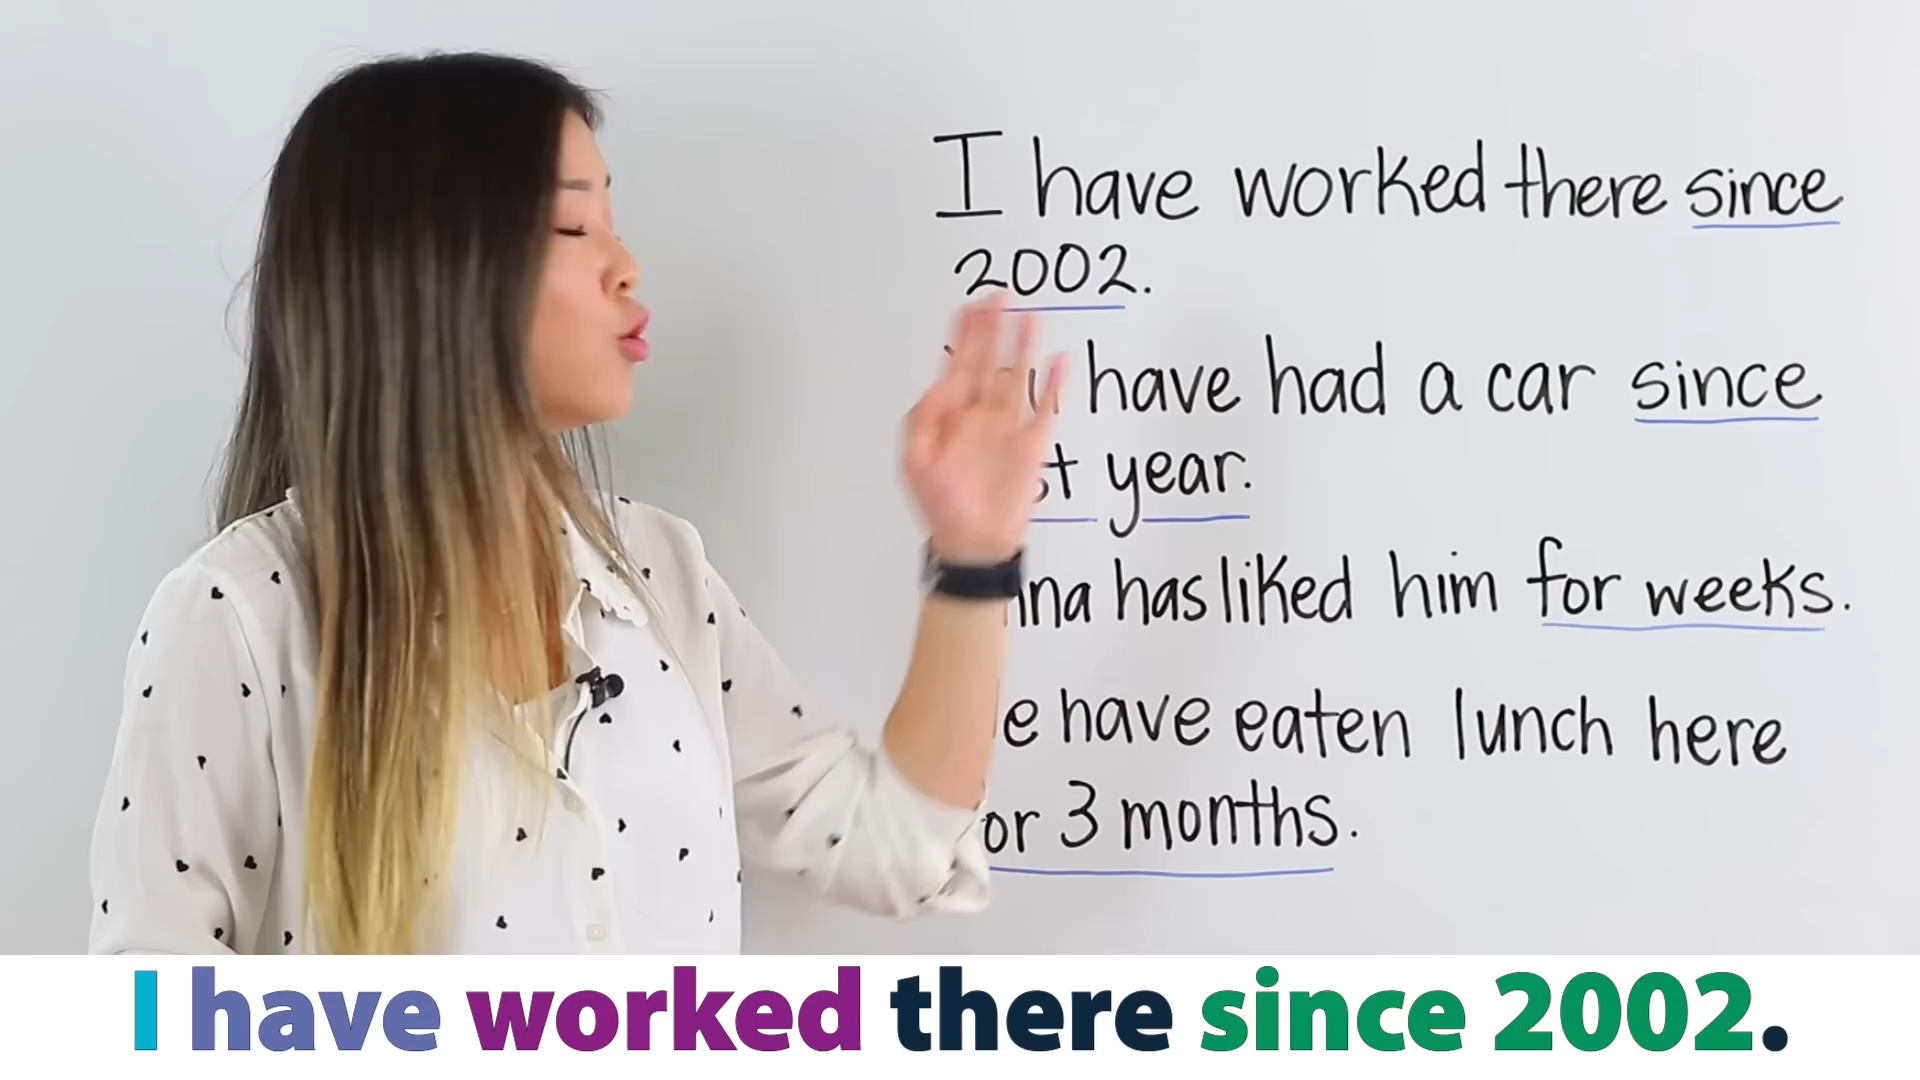 I have worked there since
2002.
have had a car since
year.
has liked him for weeks.
have eaten lunch here
3 months.
I have worked there since 2002.